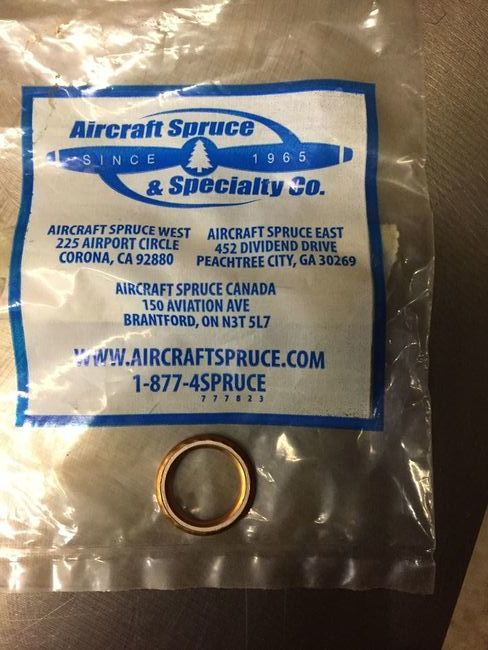 Aircraft Spruce
SINCE 1965
& Specialty Co.
AIRCRAFT SPRUCE WEST
225 AIRPORT CIRCLE
CORONA, CA 92880
AIRCRAFT SPRUCE EAST
452 DIVIDEND DRIVE
PEACHTREE CITY, GA 30269
AIRCRAFT SPRUCE CANADA
150 AVIATION AVE
BRANTFORD, ON N3T 5L7
WWW.AIRCRAFTSPRUCE.COM
1-877-4SPRUCE
777823